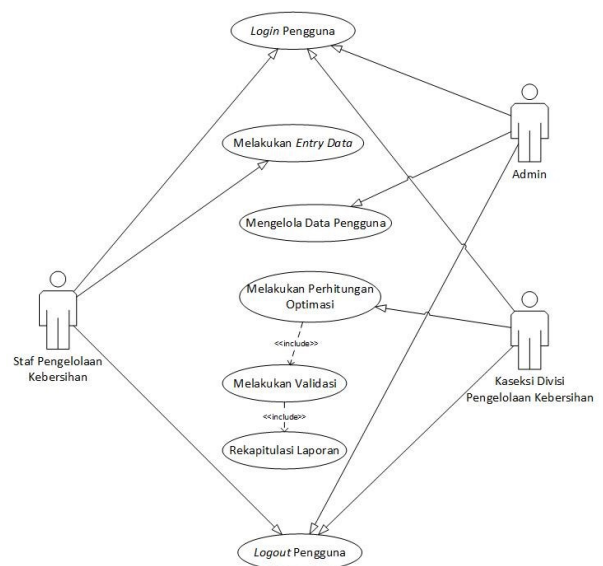 Login Pengguna
Melakukan Entry Data
Admin
Mengelola Data Pengguna
Melakukan Perhitungan
Optimasi
<<include>>
Staf Pengelolaan
Kebersihan
Melakukan Validasi
Kaseksi Divisi
Pengelolaan Kebersihan
<<include>>
Rekapitulasi Laporan
Logout Pengguna